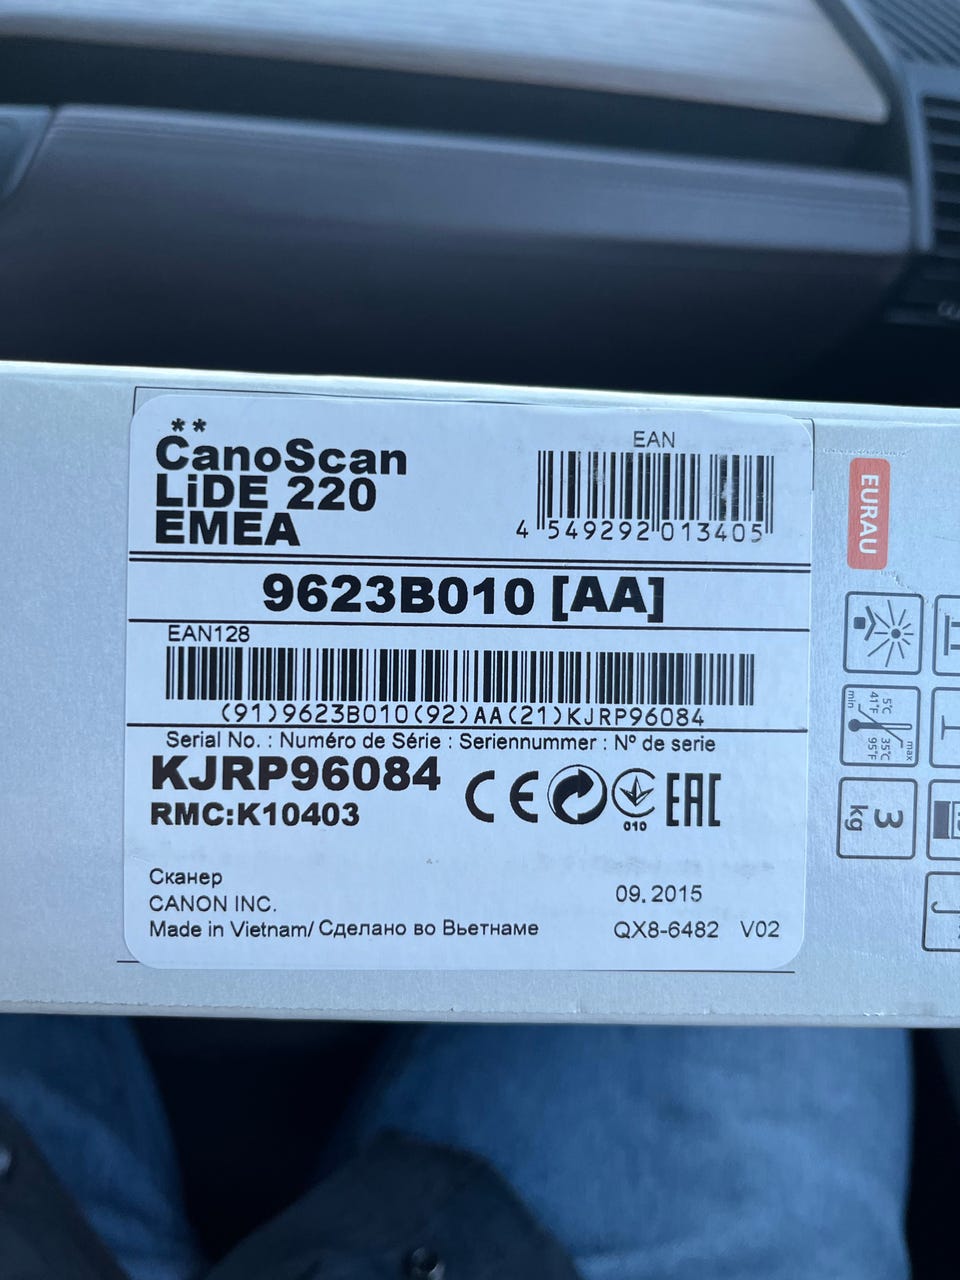 **
CanoScan
LiDE 220
EMEA
EAN
4 549292 013405
9623B010 [AA]
EAN128
(91)9623B010(92)AA(21)KJRP96084
Serial No. : Numéro de Série : Seriennummer : Nº de serie
KJRP96084
RMC:K10403
CE
010
EAC
Сканер
CANON INC.
Made in Vietnam/ Сделано во Вьетнаме
09.2015
QX8-6482 V02
EURAU
5°C
41°F
min
max
35°C
95°F
3
kg